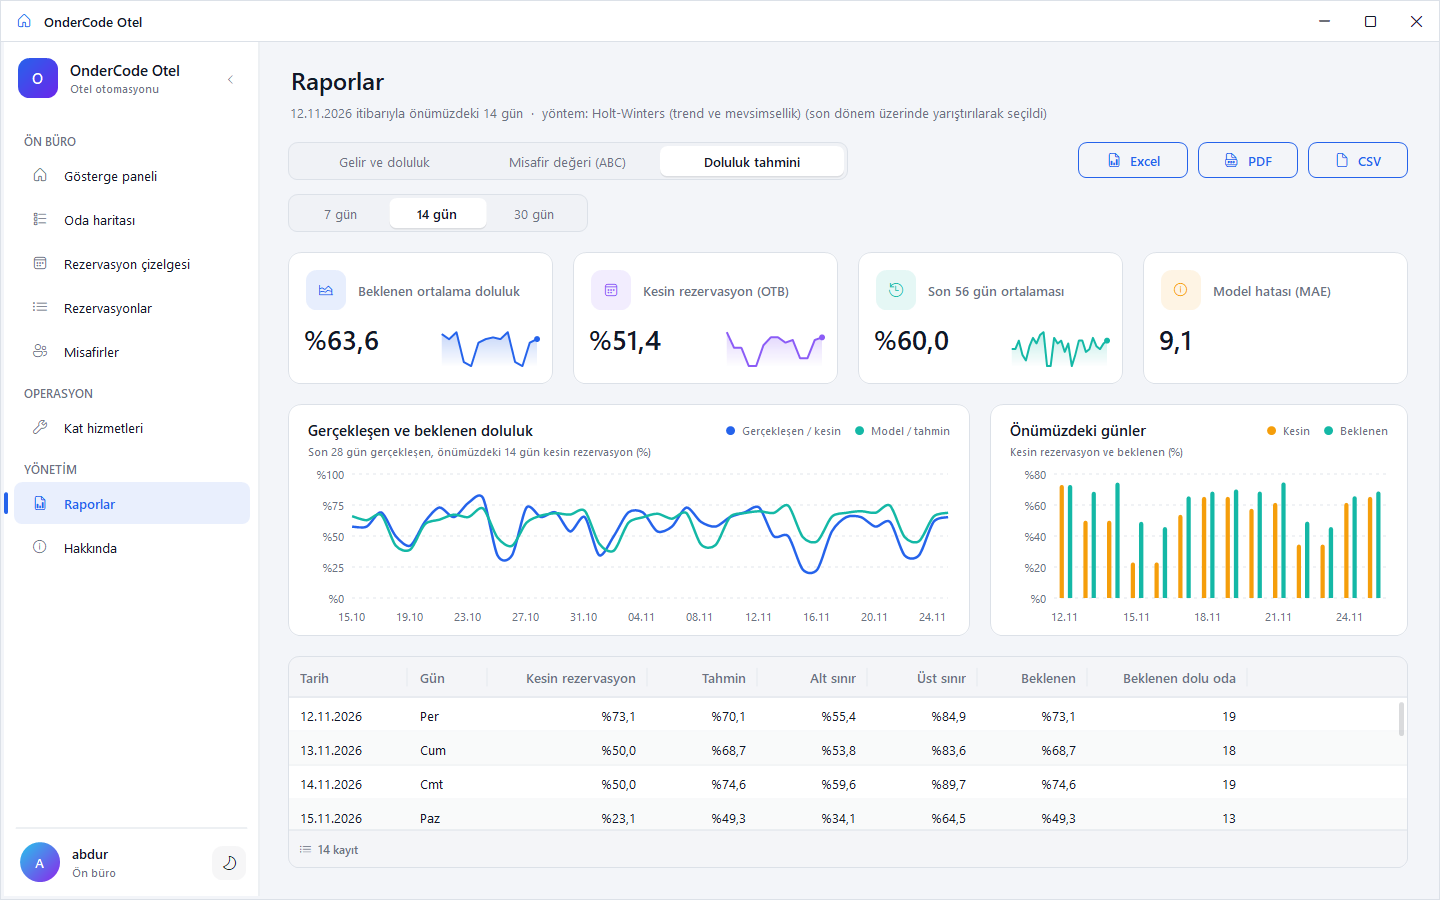 OnderCode Otel
O
OnderCode Otel
Otel otomasyonu
ÖN BÜRO
Gösterge paneli
Oda haritası
Rezervasyon çizelgesi
Rezervasyonlar
Misafirler
OPERASYON
Kat hizmetleri
YÖNETİM
Raporlar
Hakkında
A
abdur
Ön büro
Raporlar
12.11.2026 itibarıyla önümüzdeki 14 gün · yöntem: Holt-Winters (trend ve mevsimsellik) (son dönem üzerinde yarıştırılarak seçildi)
Gelir ve doluluk Misafir değeri (ABC) Doluluk tahmini
Excel PDF CSV
7 gün 14 gün 30 gün
Beklenen ortalama doluluk
%63,6
Kesin rezervasyon (OTB)
%51,4
Son 56 gün ortalaması
%60,0
Model hatası (MAE)
9,1
Gerçekleşen ve beklenen doluluk
Gerçekleşen / kesin Model / tahmin
Son 28 gün gerçekleşen, önümüzdeki 14 gün kesin rezervasyon (%)
%100
%75
%50
%25
%0
15.10 19.10 23.10 27.10 31.10 04.11 08.11 12.11 16.11 20.11 24.11
Önümüzdeki günler
Kesin Beklenen
Kesin rezervasyon ve beklenen (%)
%80
%60
%40
%20
%0
12.11 15.11 18.11 21.11 24.11
Tarih Gün Kesin rezervasyon Tahmin Alt sınır Üst sınır Beklenen Beklenen dolu oda
12.11.2026 Per %73,1 %70,1 %55,4 %84,9 %73,1 19
13.11.2026 Cum %50,0 %68,7 %53,8 %83,6 %68,7 18
14.11.2026 Cmt %50,0 %74,6 %59,6 %89,7 %74,6 19
15.11.2026 Paz %23,1 %49,3 %34,1 %64,5 %49,3 13
14 kayıt